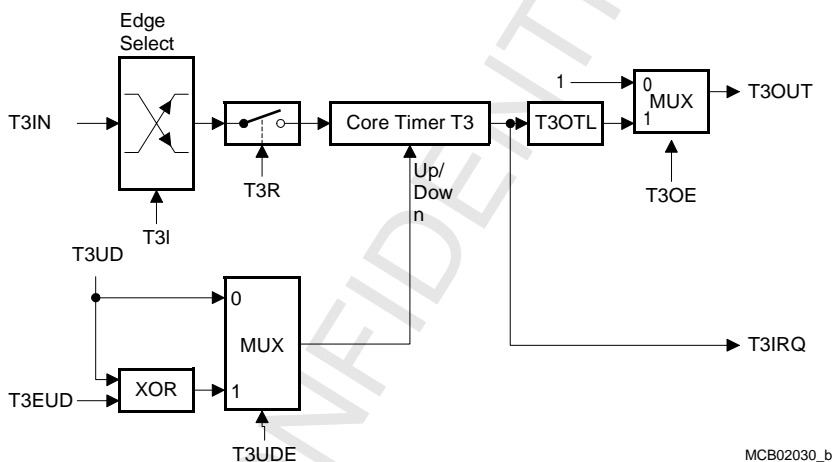 Edge
Select
T3IN
T3I
T3R
Core Timer T3
Up/
Dow
n
T3OTL
1
0
1
MUX
T3OUT
T3OE
T3UD
0
MUX
1
XOR
T3EUD
T3UDE
T3IRQ
MCB02030_b